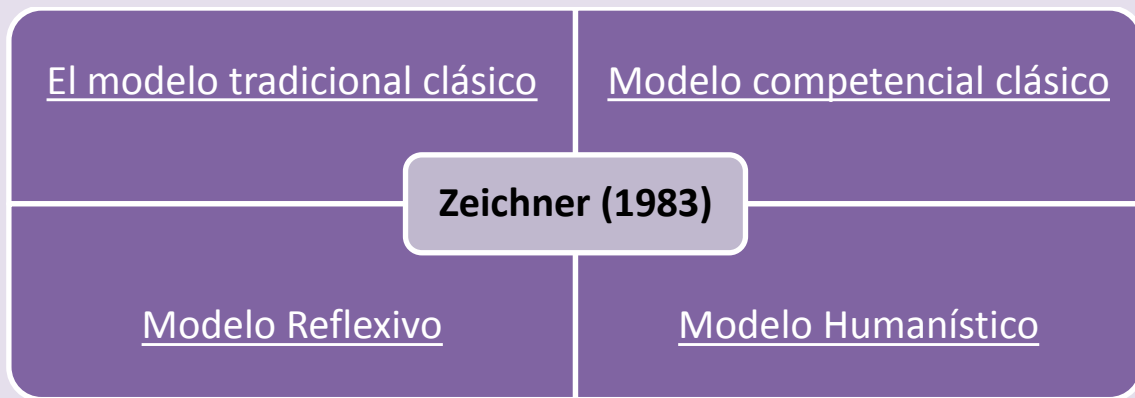 El modelo tradicional clásico
Modelo competencial clásico
Zeichner (1983)
Modelo Reflexivo
Modelo Humanístico